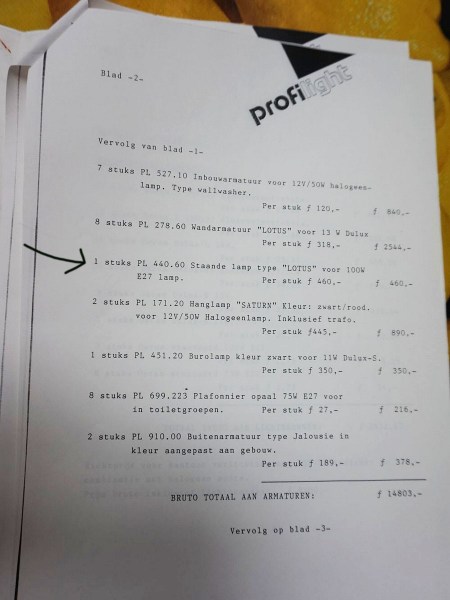 profilight
Blad -2-
Vervolg van blad -1-
7 stuks PL 527.10 Inbouwarmatuur voor 12V/50W halogeen-
lamp. Type wallwasher.
Per stuk ƒ 120,- ƒ 840,-
8 stuks PL 278.60 Wandarmatuur "LOTUS" voor 13 W Dulux
Per stuk ƒ 318,- ƒ 2544,-
1 stuks PL 440.60 Staande lamp type "LOTUS" voor 100W
E27 lamp. Per stuk ƒ 460,- ƒ 460,-
2 stuks PL 171.20 Hanglamp "SATURN" Kleur: zwart/rood.
voor 12V/50W Halogeenlamp. Inklusief trafo.
Per stuk ƒ445,- ƒ 890,-
1 stuks PL 451.20 Burolamp kleur zwart voor 11W Dulux-S.
Per stuk ƒ 350,- ƒ 350,-
8 stuks PL 699.223 Plafonnier opaal 75W E27 voor
in toiletgroepen. Per stuk ƒ 27,- ƒ 216,-
2 stuks PL 910.00 Buitenarmatuur type Jalousie in
kleur aangepast aan gebouw.
Per stuk ƒ 189,- ƒ 378,-
BRUTO TOTAAL AAN ARMATUREN: ƒ 14803,-
Vervolg op blad -3-